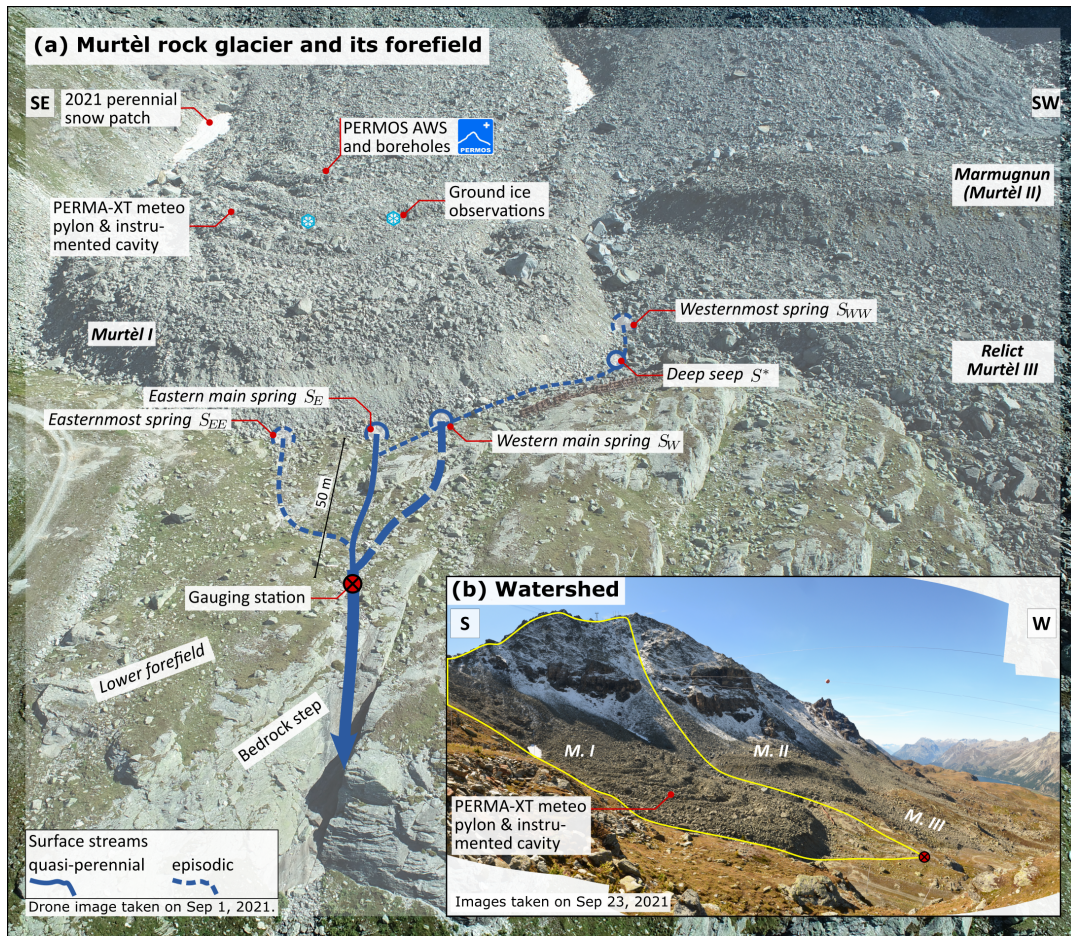 (a) Murtèl rock glacier and its forefield
SE
2021 perennial
snow patch
SW
PERMOS AWS
and boreholes
PERMOS
Marmugnun
(Murtèl II)
Ground ice
observations
PERMA-XT meteo
pylon & instru-
mented cavity
Westernmost spring S_WW
Murtèl I
Relict
Murtèl III
Deep seep S*
Eastern main spring S_E
Easternmost spring S_EE
Western main spring S_W
50 m
Gauging station
Lower forefield
Bedrock step
Surface streams
quasi-perennial episodic
Drone image taken on Sep 1, 2021.
(b) Watershed
S
W
M. I
M. II
PERMA-XT meteo
pylon & instru-
mented cavity
M. III
Images taken on Sep 23, 2021